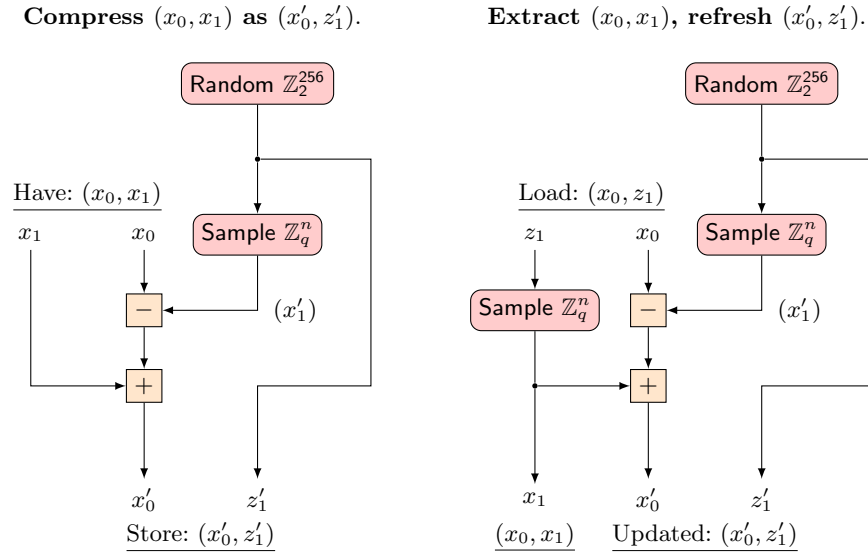 Compress (x₀, x₁) as (x′₀, z′₁).
Random ℤ₂²⁵⁶
Have: (x₀, x₁)
x₁ x₀
Sample ℤqⁿ
− (x′₁)
+
x′₀ z′₁
Store: (x′₀, z′₁)
Extract (x₀, x₁), refresh (x′₀, z′₁).
Random ℤ₂²⁵⁶
Load: (x₀, z₁)
z₁ x₀
Sample ℤqⁿ
Sample ℤqⁿ
− (x′₁)
+
x₁ x′₀ z′₁
(x₀, x₁) Updated: (x′₀, z′₁)